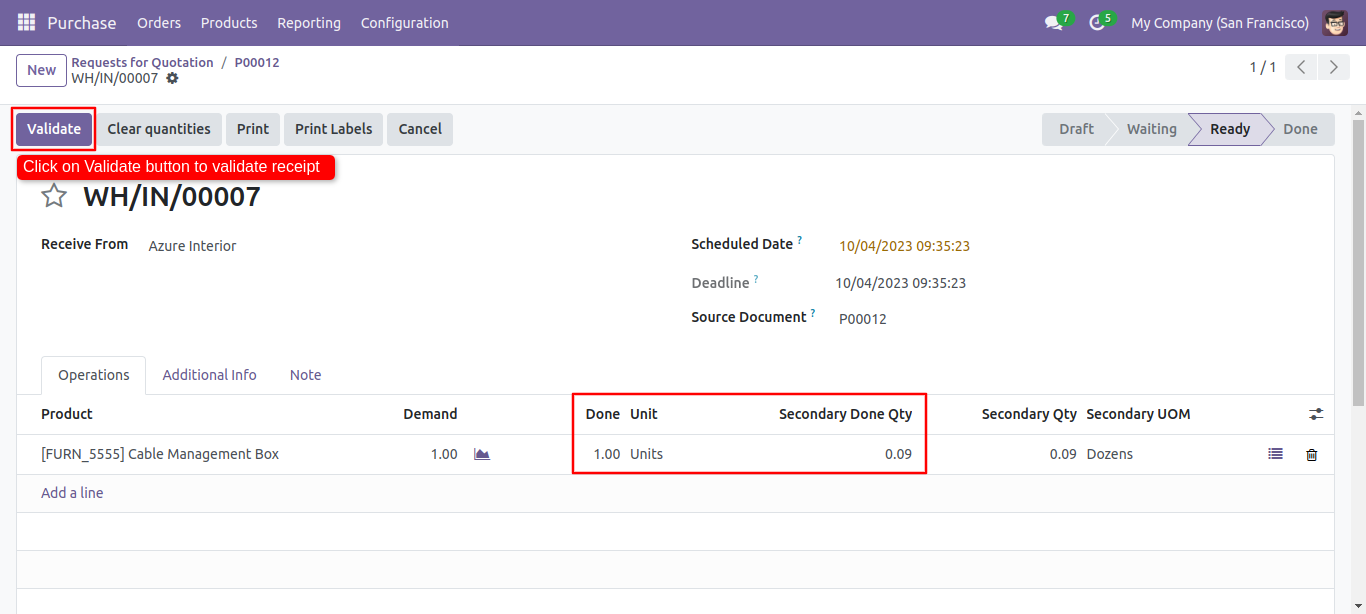 Purchase Orders Products Reporting Configuration 7 5 My Company (San Francisco)
New Requests for Quotation / P00012 1 / 1
WH/IN/00007
Validate Clear quantities Print Print Labels Cancel Draft Waiting Ready Done
Click on Validate button to validate receipt
WH/IN/00007
Receive From Azure Interior Scheduled Date ? 10/04/2023 09:35:23
Deadline ? 10/04/2023 09:35:23
Source Document ? P00012
Operations Additional Info Note
Product Demand Done Unit Secondary Done Qty Secondary Qty Secondary UOM
[FURN_5555] Cable Management Box 1.00 1.00 Units 0.09 0.09 Dozens
Add a line